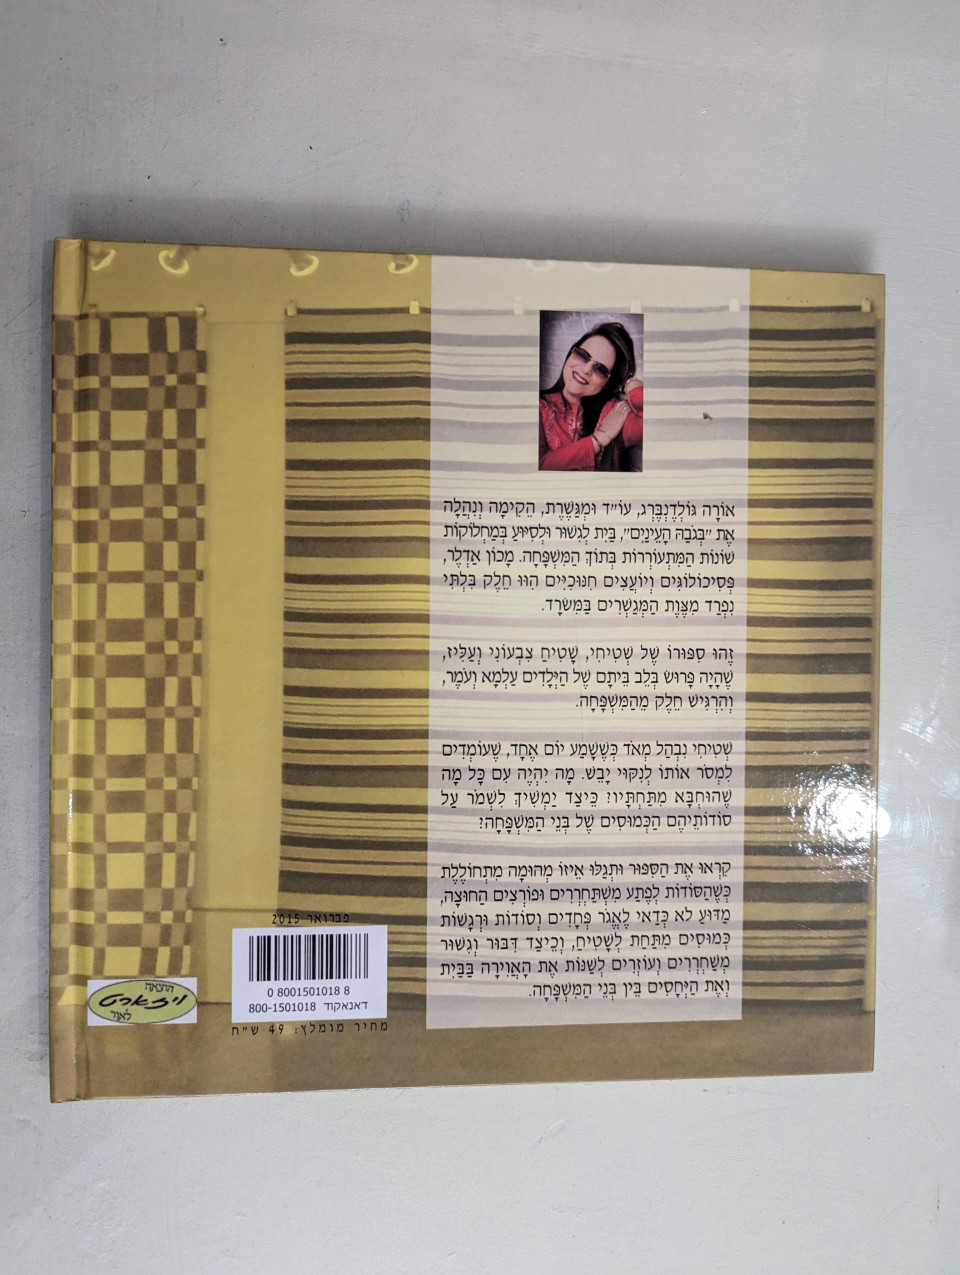 אוֹרָה גוֹלְדֶנְבֶּרְג, עו״ד וּמְגַשֶּׁרֶת, הֵקִימָה וְנִהֲלָה
אֶת ״בְּגֹבַהּ הָעֵינַיִם״, בַּיִת לְגִשּׁוּר וּלְסִיּוּעַ בְּמַחְלוֹקוֹת
שׁוֹנוֹת הַמִּתְעוֹרְרוֹת בְּתוֹךְ הַמִּשְׁפָּחָה. מְכוֹן אַדְלֶר,
פְּסִיכוֹלוֹגִים וְיוֹעֲצִים חִנּוּכִיִּים הִוּוּ חֵלֶק בִּלְתִּי
נִפְרָד מִצֶּוֶת הַמְּגַשְּׁרִים בַּמִּשְׂרָד.
זֶהוּ סִפּוּרוֹ שֶׁל שְׁטִיחִי, שָׁטִיחַ צִבְעוֹנִי וְעַלִּיז,
שֶׁהָיָה פָּרוּשׂ בְּלֵב בֵּיתָם שֶׁל הַיְּלָדִים עַלְמָא וְעֹמֶר,
וְהִרְגִּישׁ חֵלֶק מֵהַמִּשְׁפָּחָה.
שְׁטִיחִי נִבְהַל מְאֹד כְּשֶׁשָּׁמַע יוֹם אֶחָד, שֶׁעוֹמְדִים
לִמְסֹר אוֹתוֹ לְנִקּוּי יָבֵשׁ. מָה יִהְיֶה עִם כָּל מָה
שֶׁהוּחְבָּא מִתַּחְתָּיו? כֵּיצַד יַמְשִׁיךְ לִשְׁמֹר עַל
סוֹדוֹתֵיהֶם הַכְּמוּסִים שֶׁל בְּנֵי הַמִּשְׁפָּחָה?
קִרְאוּ אֶת הַסִּפּוּר וּתְגַלּוּ אֵיזוֹ מְהוּמָה מִתְחוֹלֶלֶת
כְּשֶׁהַסּוֹדוֹת לְפֶתַע מִשְׁתַּחְרְרִים וּפוֹרְצִים הַחוּצָה,
מַדּוּעַ לֹא כְּדַאי לֶאֱגֹר פְּחָדִים וְסוֹדוֹת וּרְגָשׁוֹת
כְּמוּסִים מִתַּחַת לַשָּׁטִיחַ, וְכֵיצַד דִּבּוּר וְגִשּׁוּר
מְשַׁחְרְרִים וְעוֹזְרִים לְשַׁנּוֹת אֶת הָאֲוִירָה בַּבַּיִת
וְאֶת הַיְּחָסִים בֵּין בְּנֵי הַמִּשְׁפָּחָה.
פברואר 2015
0 8001501018 8
דאנאקוד 800-1501018
מחיר מומלץ: 49 ש״ח
הוצאה
ויזארט
לאור